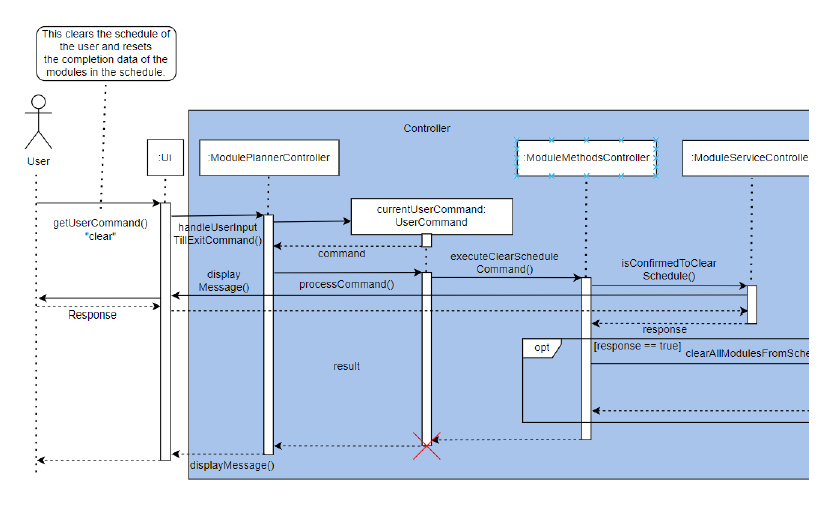 This clears the schedule of
the user and resets
the completion data of the
modules in the schedule.
Controller
User
:Ui
:ModulePlannerController
:ModuleMethodsController
:ModuleServiceControlle
getUserCommand()
"clear"
handleUserInput
TillExitCommand()
currentUserCommand:
UserCommand
command
executeClearSchedule
Command()
isConfirmedToClear
Schedule()
display
Message()
processCommand()
Response
response
opt
[response == true]
clearAllModulesFromSche
result
displayMessage()